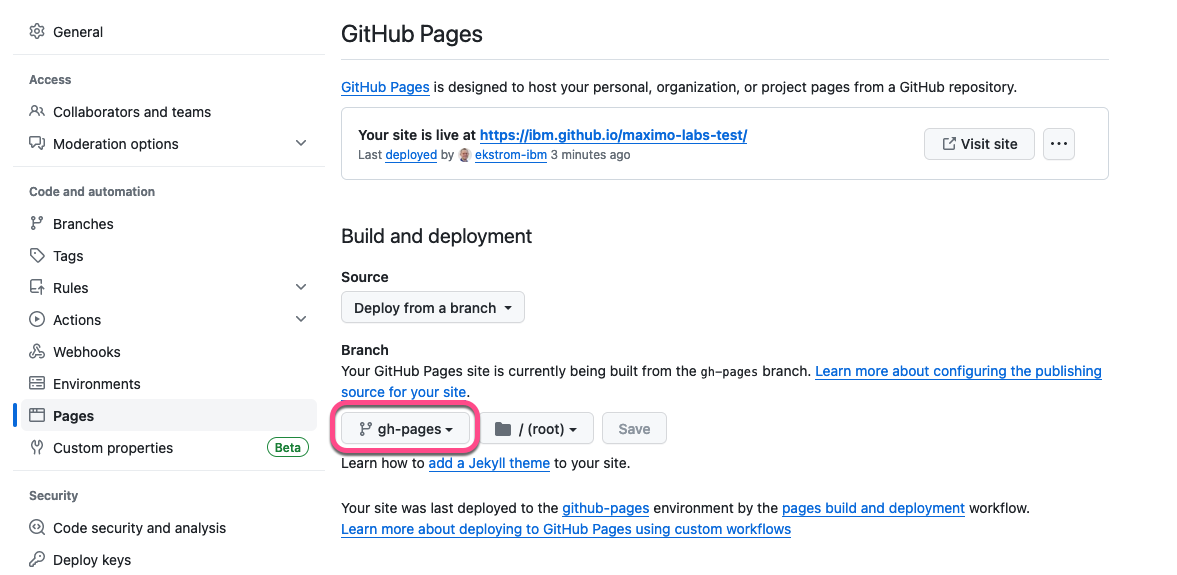 General
Access
Collaborators and teams
Moderation options
Code and automation
Branches
Tags
Rules
Actions
Webhooks
Environments
Pages
Custom properties Beta
Security
Code security and analysis
Deploy keys
GitHub Pages
GitHub Pages is designed to host your personal, organization, or project pages from a GitHub repository.
Your site is live at https://ibm.github.io/maximo-labs-test/
Last deployed by ekstrom-ibm 3 minutes ago
Visit site
Build and deployment
Source
Deploy from a branch
Branch
Your GitHub Pages site is currently being built from the gh-pages branch. Learn more about configuring the publishing
source for your site.
gh-pages / (root) Save
Learn how to add a Jekyll theme to your site.
Your site was last deployed to the github-pages environment by the pages build and deployment workflow.
Learn more about deploying to GitHub Pages using custom workflows